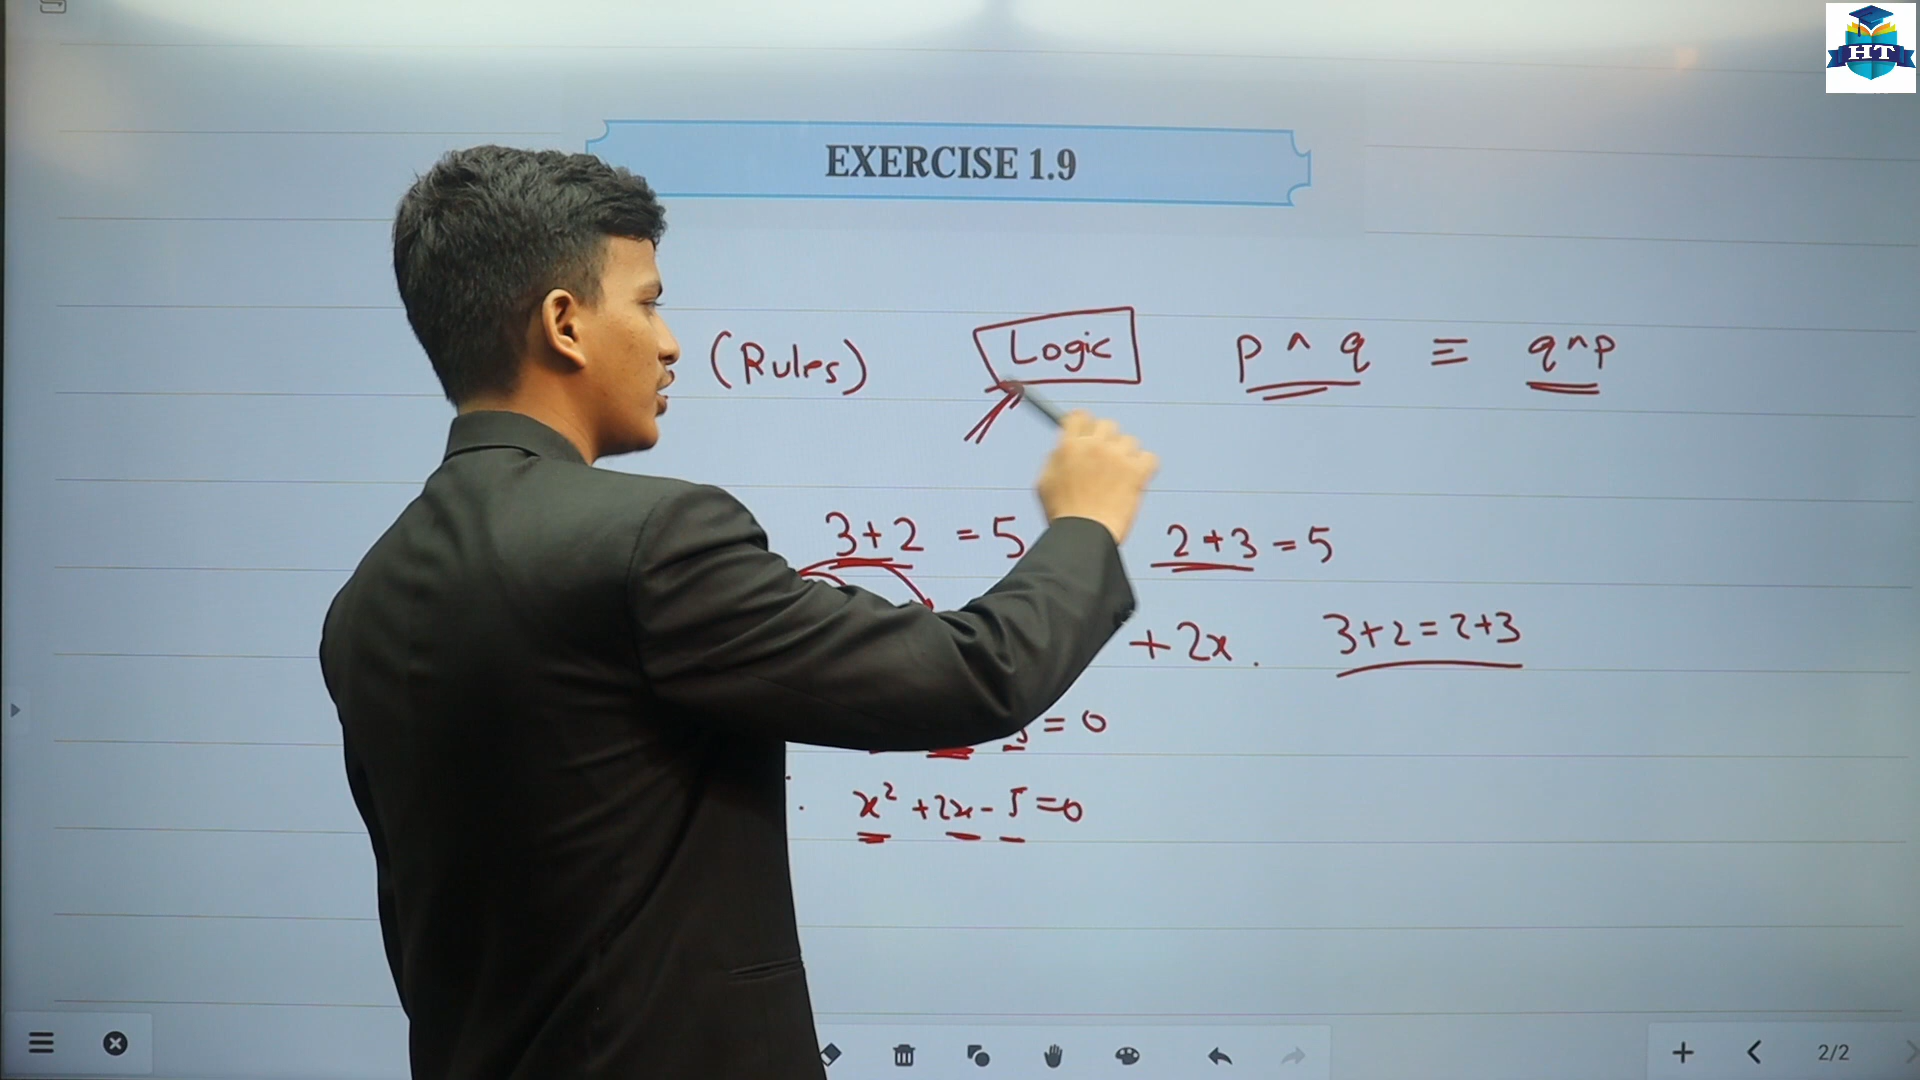 HT
EXERCISE 1.9
(Rules) Logic p ^ q ≡ q ^ p
3+2 = 5 2+3 = 5
+2x. 3+2=2+3
= 0
x² +2x-5=0
2/2